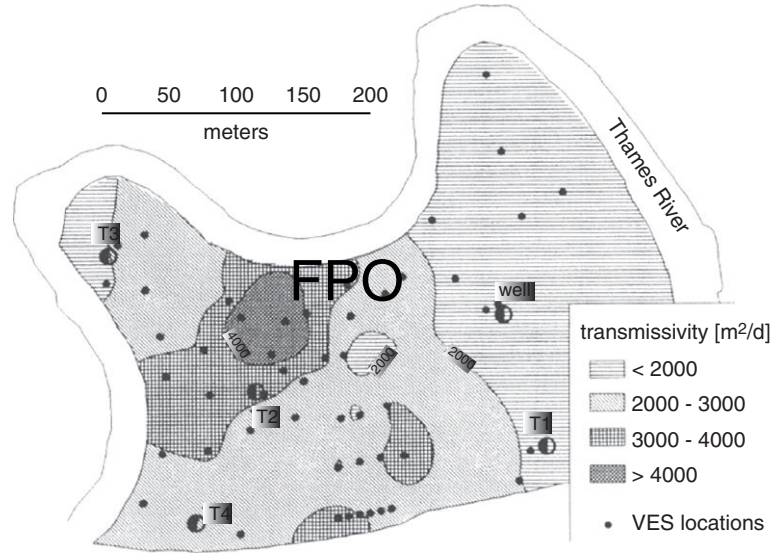 0 50 100 150 200
meters
Thames River
T3
FPO
well
4000
2000
2000
T2
T1
T4
transmissivity [m²/d]
< 2000
2000 - 3000
3000 - 4000
> 4000
VES locations